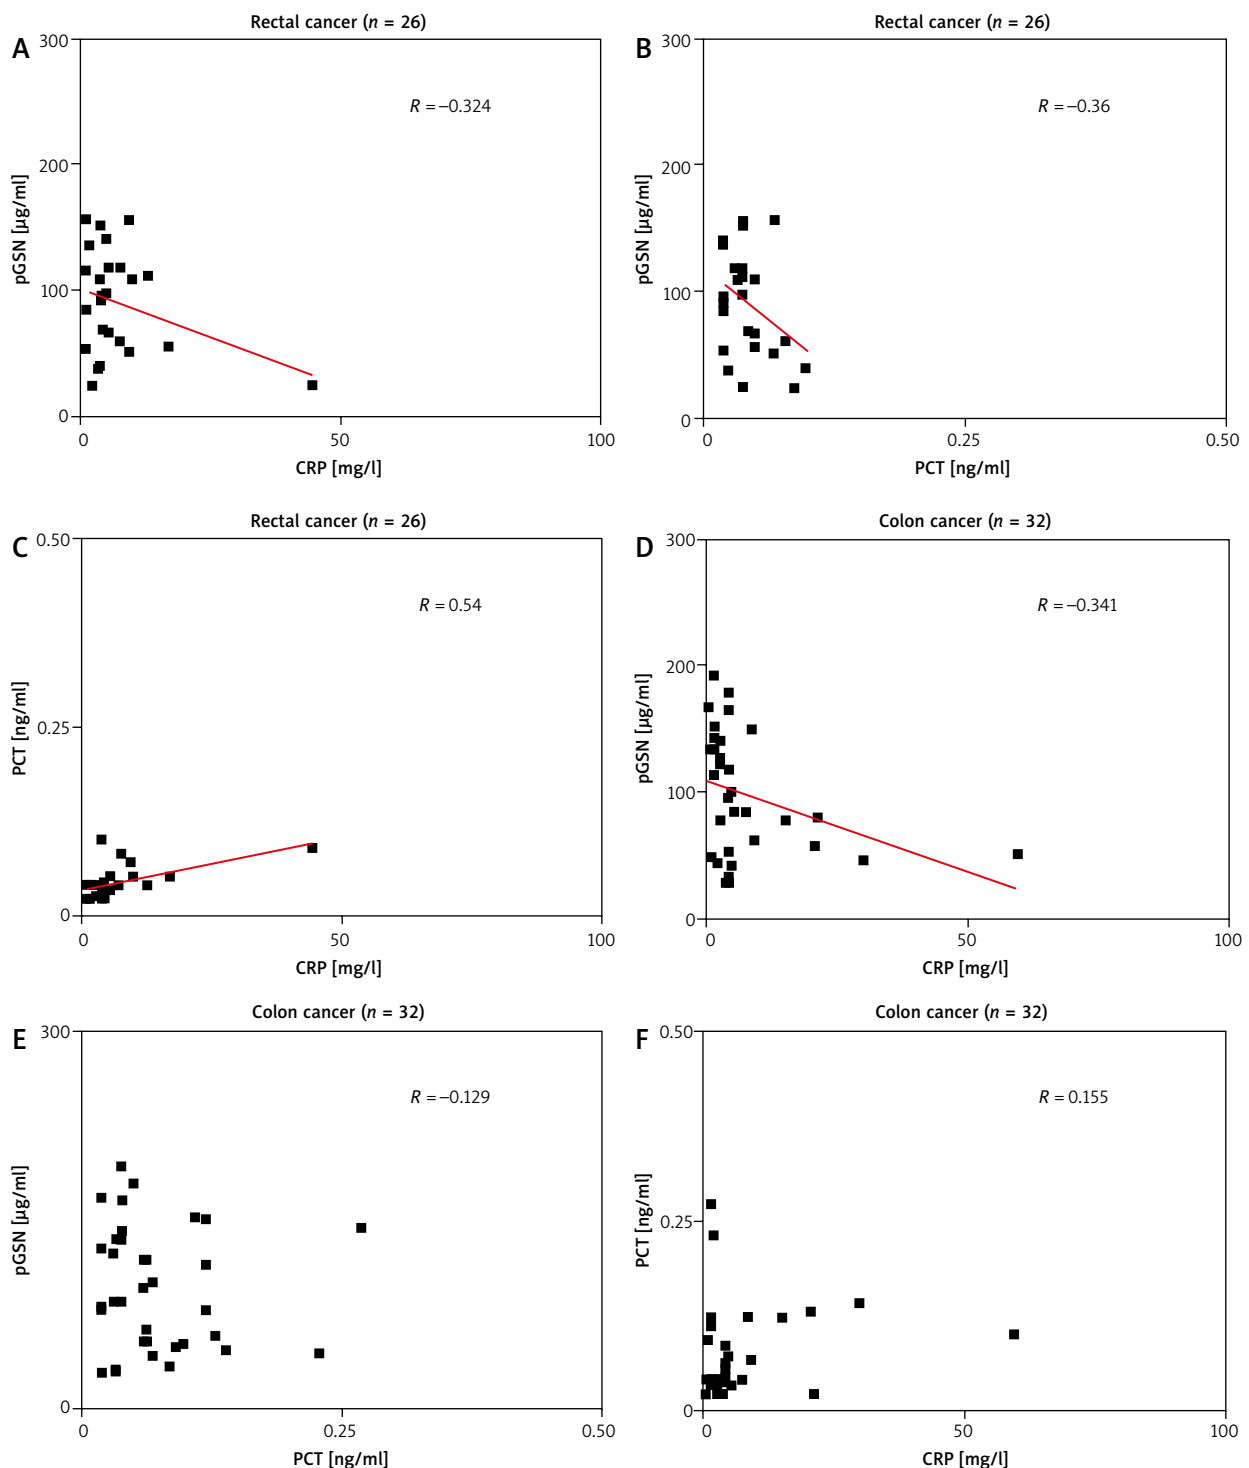 A
Rectal cancer (n = 26)
300
200
100
0
pGSN [µg/ml]
R = –0.324
0 50 100
CRP [mg/l]
B
Rectal cancer (n = 26)
300
200
100
0
pGSN [µg/ml]
R = –0.36
0 0.25 0.50
PCT [ng/ml]
C
Rectal cancer (n = 26)
0.50
0.25
0
PCT [ng/ml]
R = 0.54
0 50 100
CRP [mg/l]
D
Colon cancer (n = 32)
300
200
100
0
pGSN [µg/ml]
R = –0.341
0 50 100
CRP [mg/l]
E
Colon cancer (n = 32)
300
0
pGSN [µg/ml]
R = –0.129
0 0.25 0.50
PCT [ng/ml]
F
Colon cancer (n = 32)
0.50
0.25
0
PCT [ng/ml]
R = 0.155
0 50 100
CRP [mg/l]